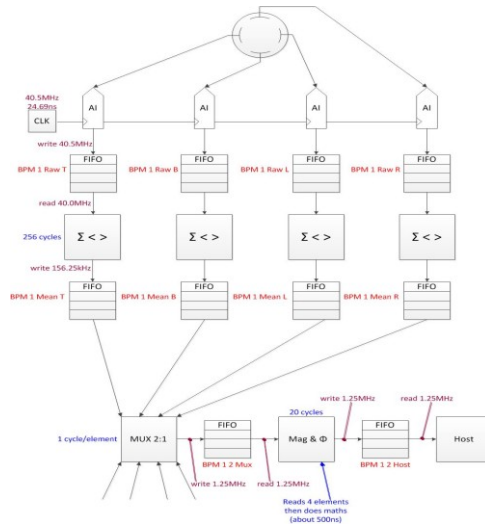 40.5MHz
24.69ns
CLK
AI
AI
AI
AI
write 40.5MHz
FIFO
FIFO
FIFO
FIFO
BPM 1 Raw T
BPM 1 Raw B
BPM 1 Raw L
BPM 1 Raw R
read 40.0MHz
256 cycles
Σ < >
Σ < >
Σ < >
Σ < >
write 156.25kHz
FIFO
FIFO
FIFO
FIFO
BPM 1 Mean T
BPM 1 Mean B
BPM 1 Mean L
BPM 1 Mean R
write 1.25MHz
read 1.25MHz
20 cycles
1 cycle/element
MUX 2:1
FIFO
Mag & Φ
FIFO
Host
BPM 1 2 Mux
BPM 1 2 Host
write 1.25MHz
read 1.25MHz
Reads 4 elements
then does maths
(about 500ns)